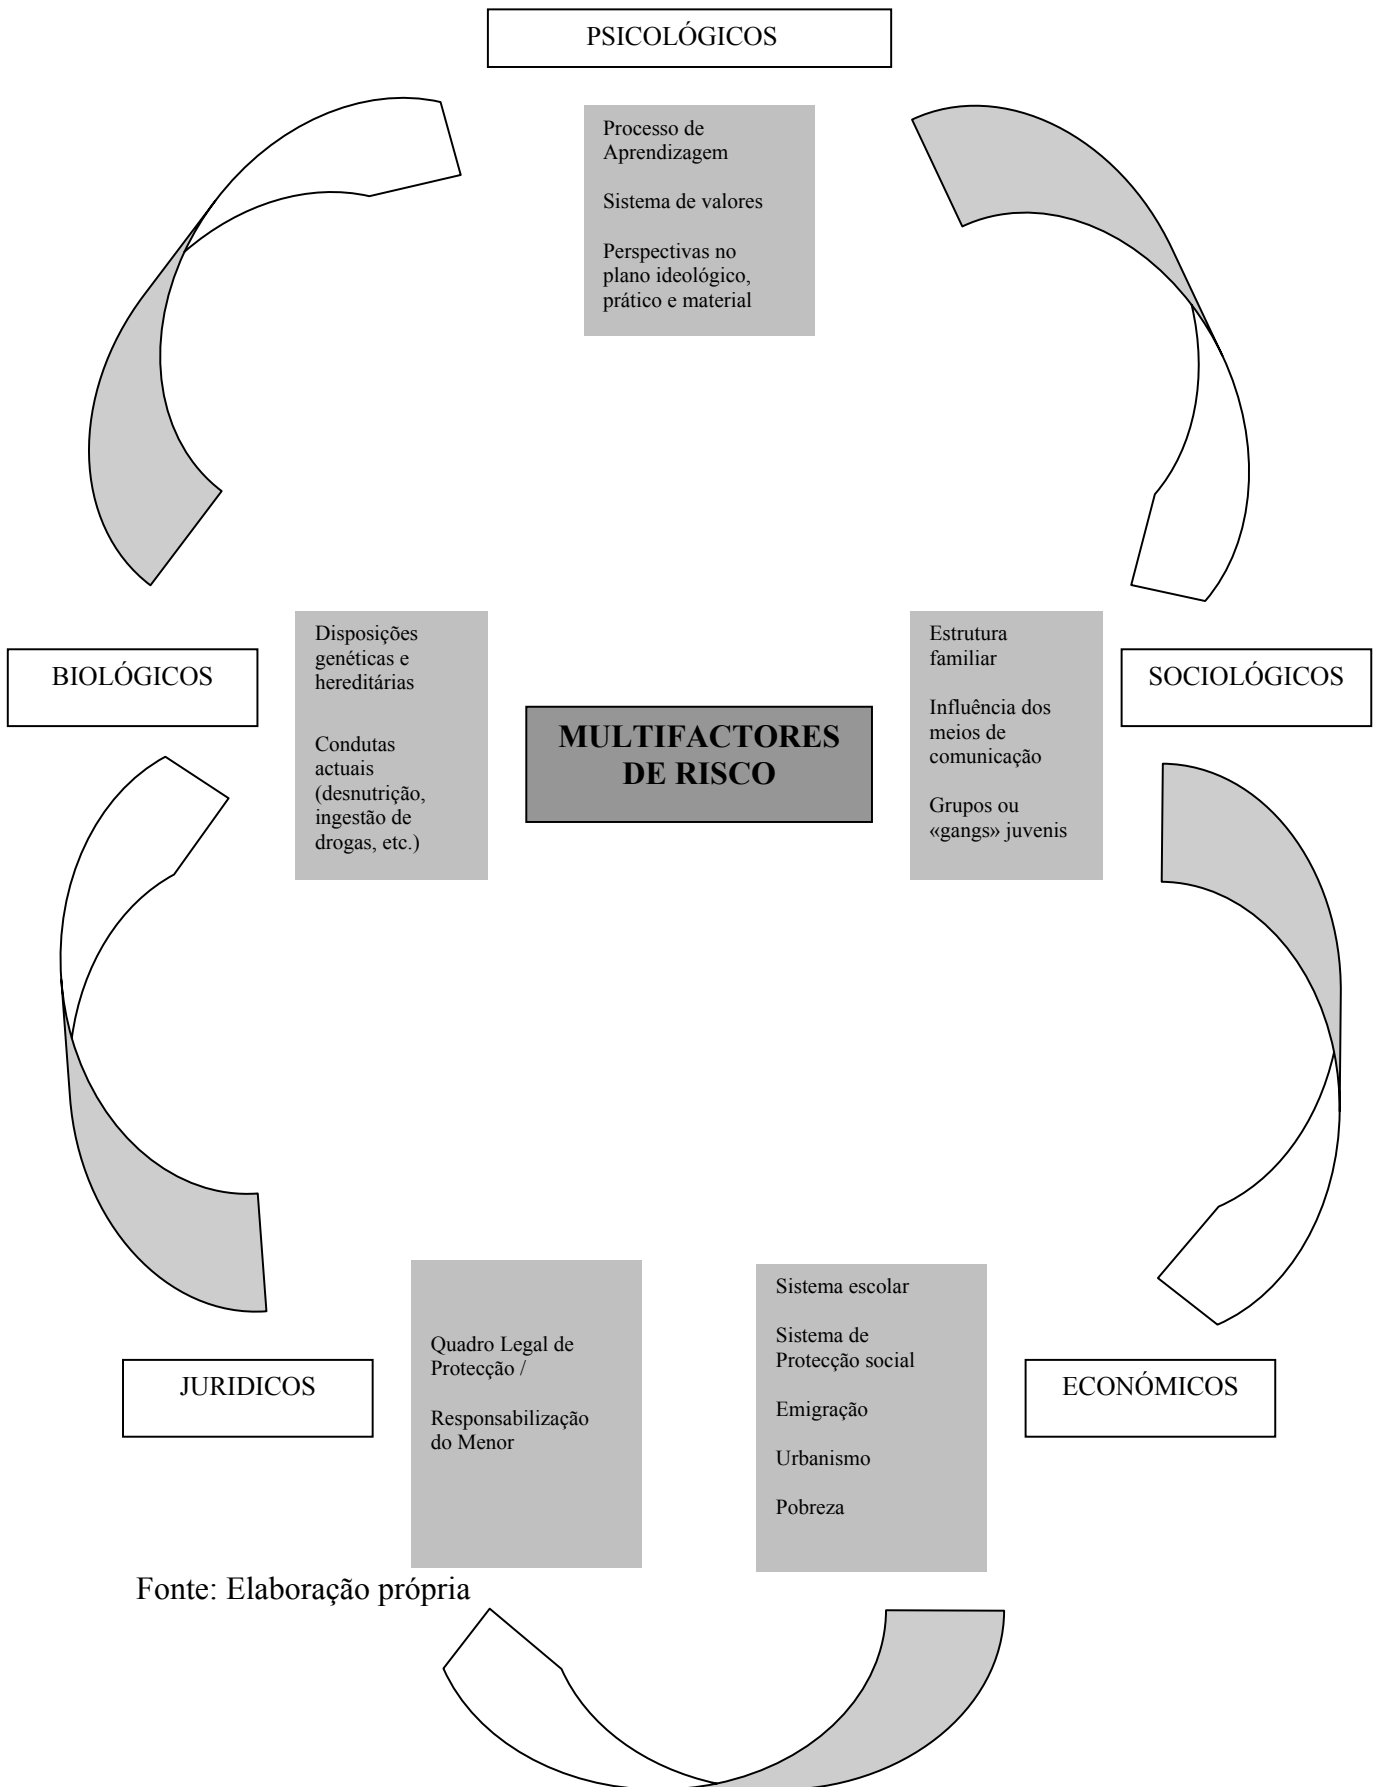 PSICOLÓGICOS
Processo de
Aprendizagem
Sistema de valores
Perspectivas no
plano ideológico,
prático e material
BIOLÓGICOS
Disposições
genéticas e
hereditárias
Condutas
actuais
(desnutrição,
ingestão de
drogas, etc.)
MULTIFACTORES
DE RISCO
Estrutura
familiar
Influência dos
meios de
comunicação
Grupos ou
«gangs» juvenis
SOCIOLÓGICOS
JURIDICOS
Quadro Legal de
Protecção /
Responsabilização
do Menor
Sistema escolar
Sistema de
Protecção social
Emigração
Urbanismo
Pobreza
ECONÓMICOS
Fonte: Elaboração própria